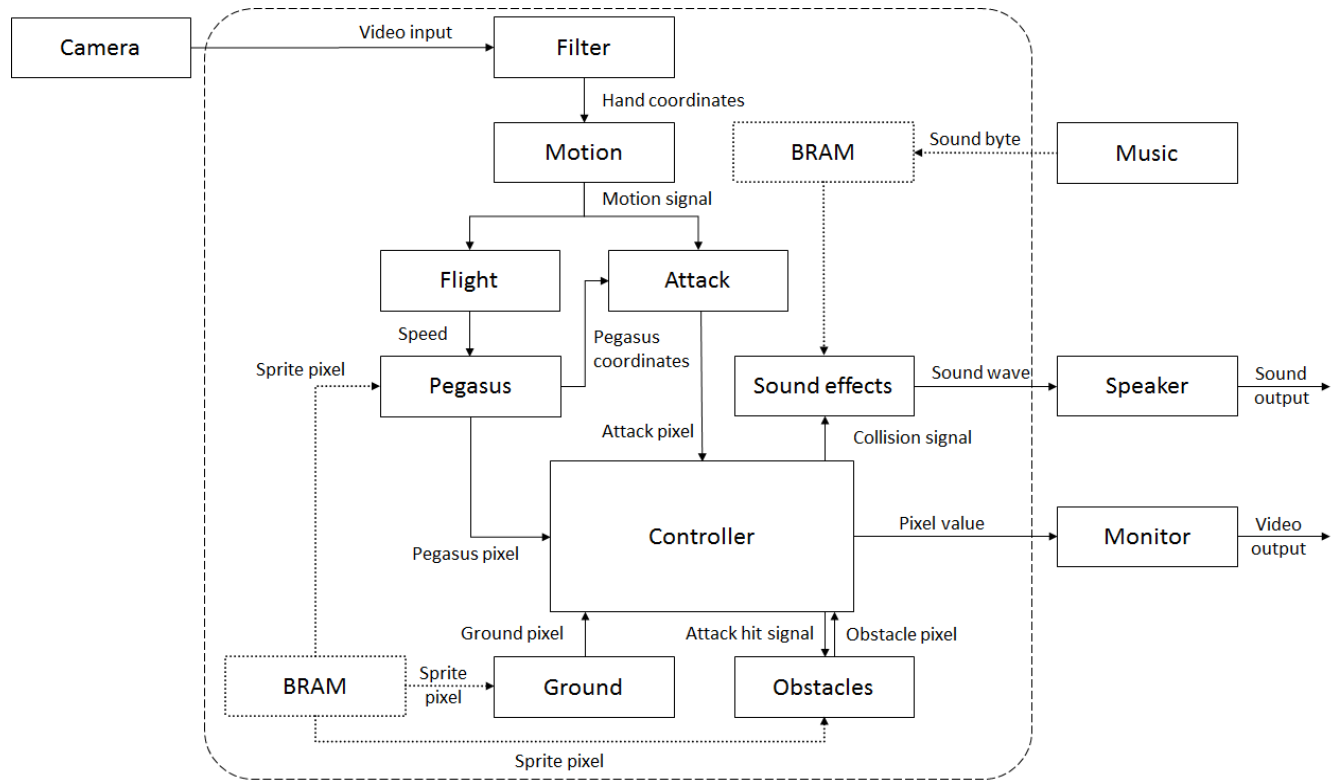 Camera
Video input
Filter
Hand coordinates
Motion
BRAM
Sound byte
Music
Motion signal
Flight
Attack
Speed
Pegasus
coordinates
Sprite pixel
Pegasus
Sound effects
Sound wave
Speaker
Sound
output
Attack pixel
Collision signal
Controller
Pixel value
Monitor
Video
output
Pegasus pixel
Ground pixel
Attack hit signal
Obstacle pixel
BRAM
Sprite
pixel
Ground
Obstacles
Sprite pixel